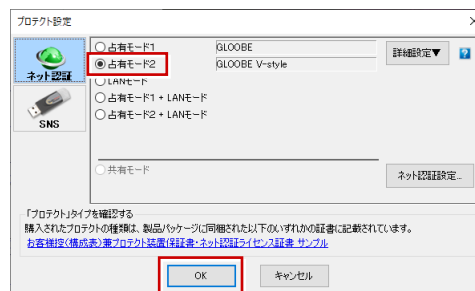 プロテクト設定
ネット認証
SNS
占有モード1 GLOOBE
占有モード2 GLOOBE V-style
LANモード
占有モード1 + LANモード
占有モード2 + LANモード
共有モード
詳細設定▼
ネット認証設定...
「プロテクト」タイプを確認する
購入されたプロテクトの種類は、製品パッケージに同梱された以下のいずれかの証書に記載されています。
お客様控(構成表)兼プロテクト装置保証書・ネット認証ライセンス証書 サンプル
OK キャンセル